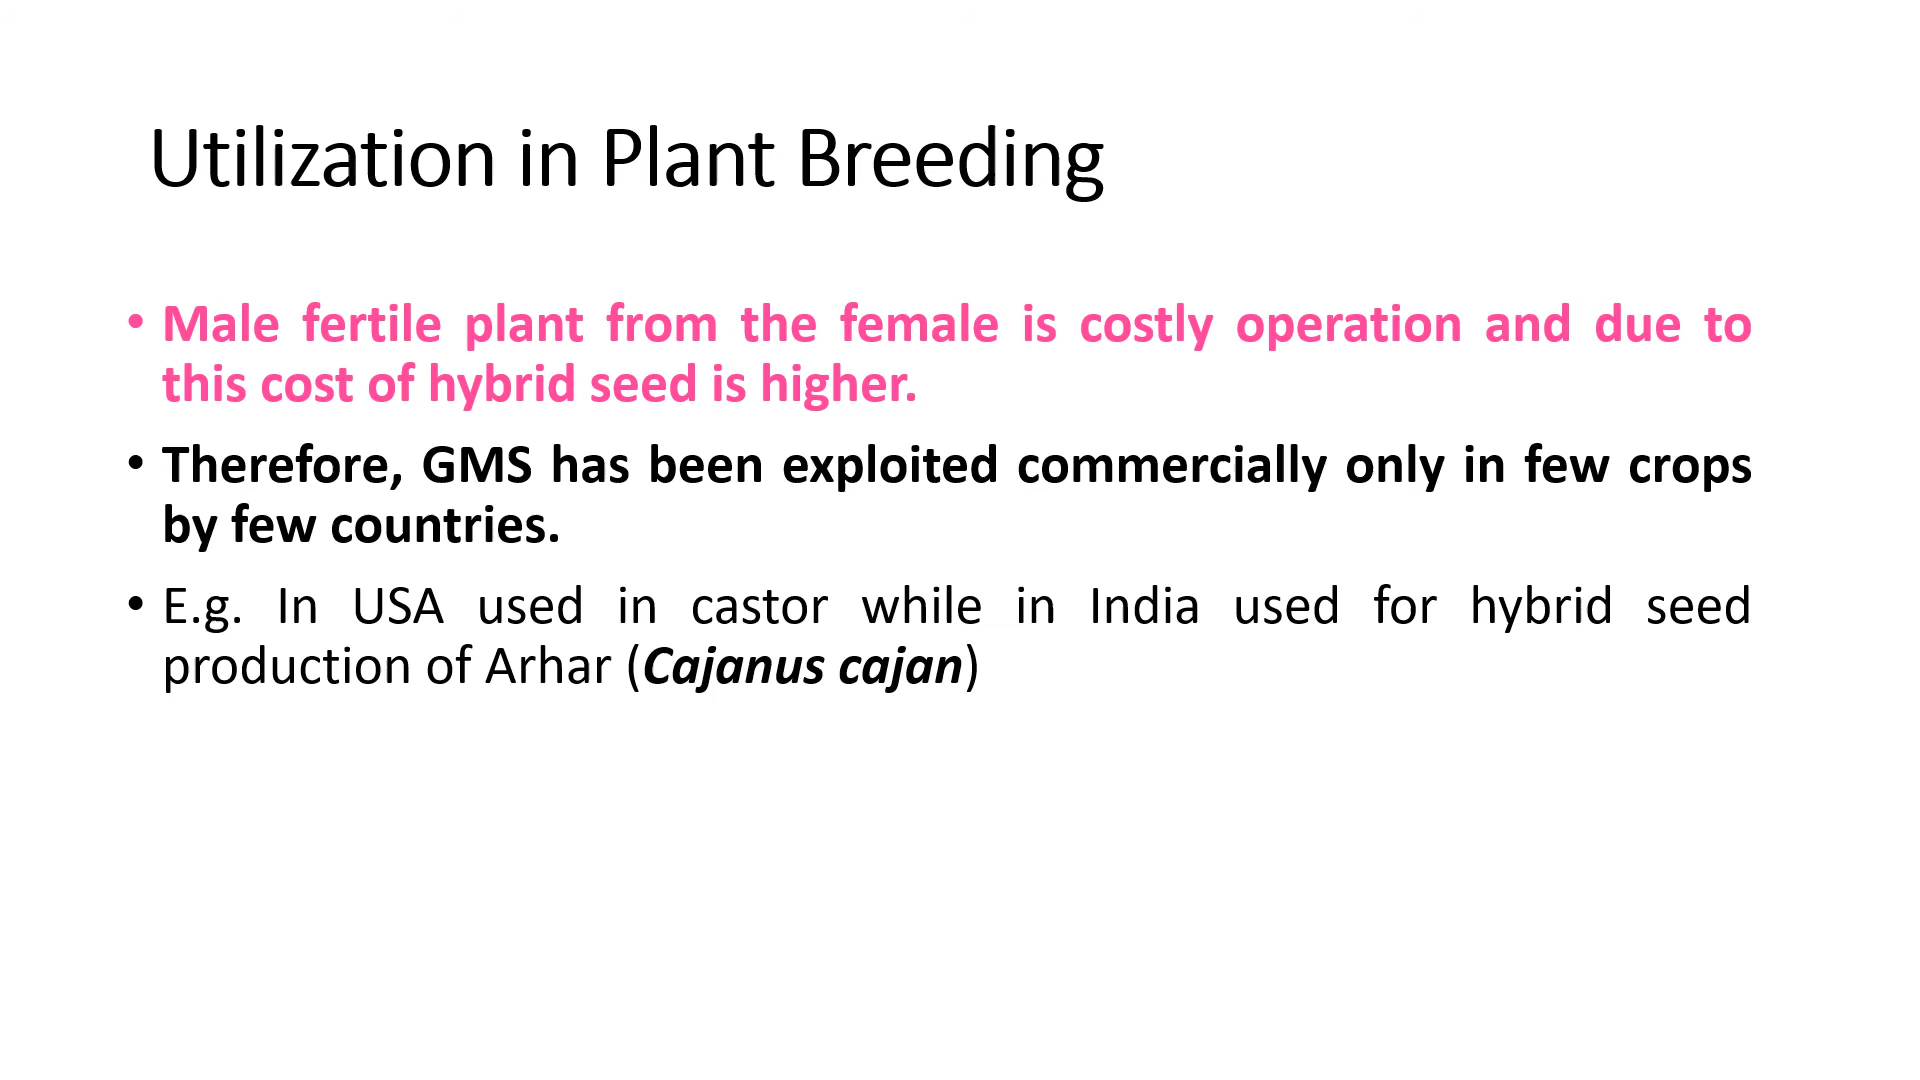 Utilization in Plant Breeding
• Male fertile plant from the female is costly operation and due to
this cost of hybrid seed is higher.
• Therefore, GMS has been exploited commercially only in few crops
by few countries.
• E.g. In USA used in castor while in India used for hybrid seed
production of Arhar (Cajanus cajan)